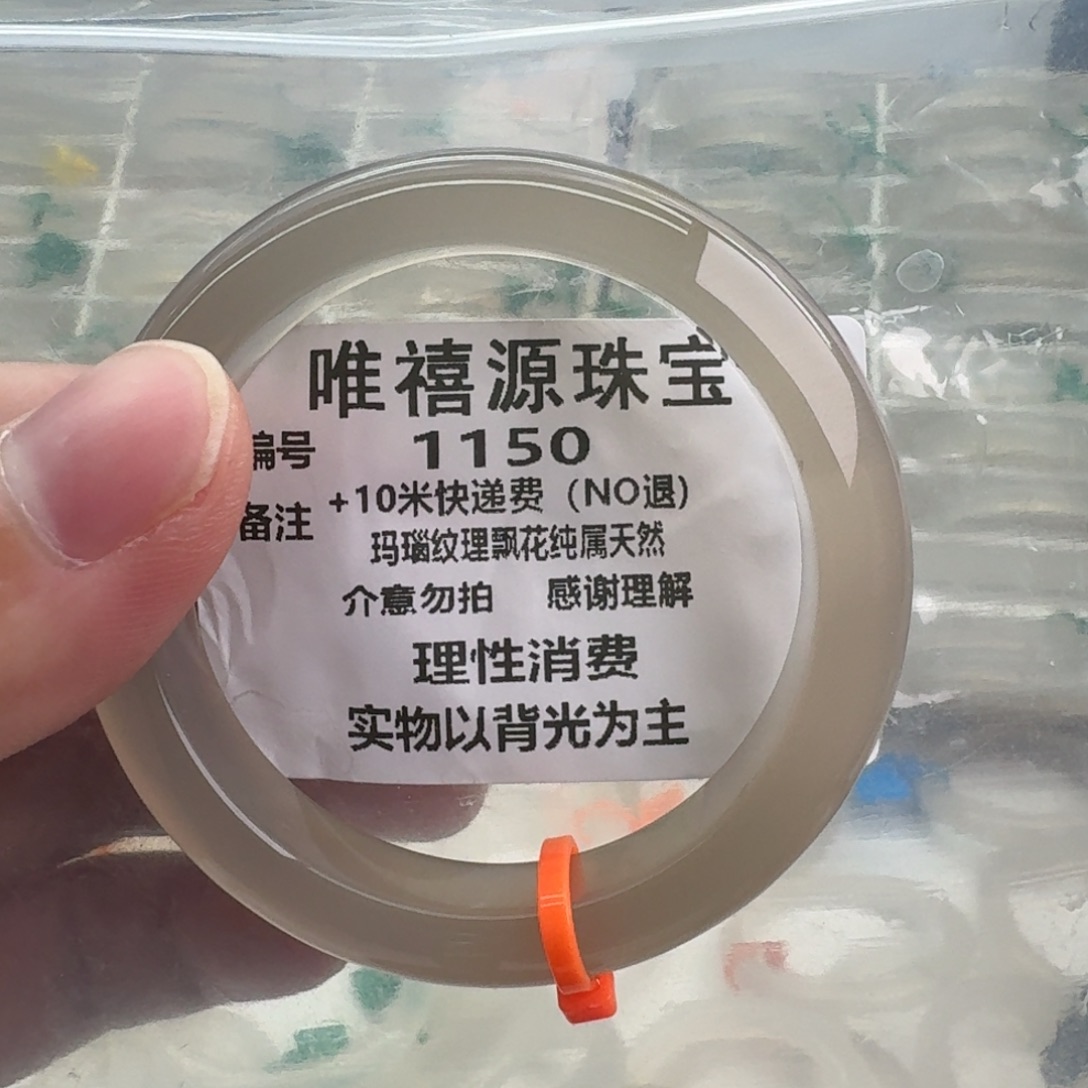 唯禧源珠宝
编号 1150
备注 +10米快递费（NO退）
玛瑙纹理飘花纯属天然
介意勿拍 感谢理解
理性消费
实物以背光为主